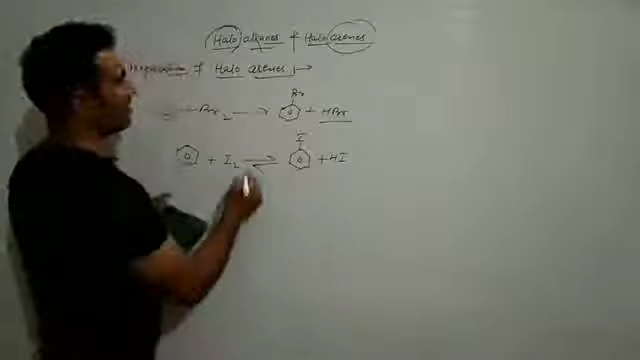 Halo alkanes & Halo arenes
Preparation of Halo arenes →
Br
Br2 → + HBr
I
+ I2 ⇌ + HI